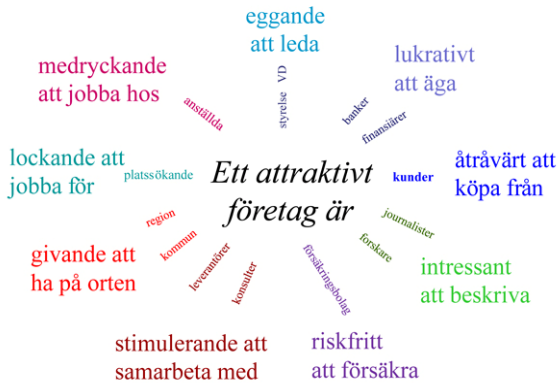 eggande
att leda
styrelse VD
lukrativt
att äga
banker
finansiärer
medryckande
att jobba hos
anställda
lockande att
jobba för
platssökande
Ett attraktivt
företag är
kunder
åtråvärt att
köpa från
region
kommun
givande att
ha på orten
journalister
forskare
intressant
att beskriva
leverantörer
konsulter
stimulerande att
samarbeta med
försäkringsbolag
riskfritt
att försäkra